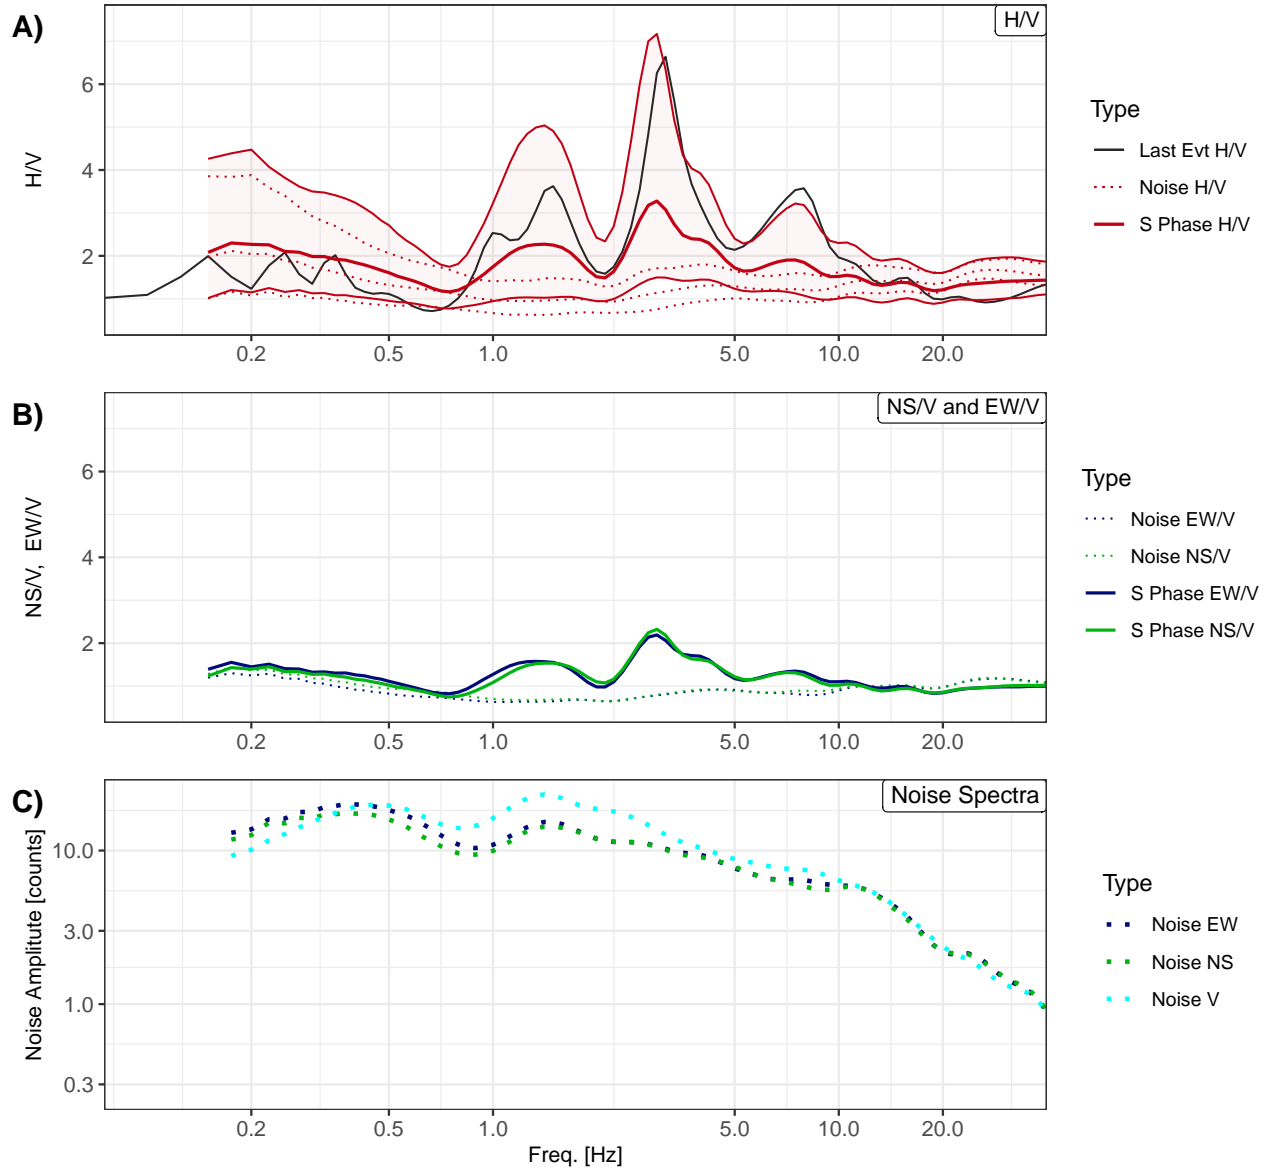 A)
H/V
H/V
6
4
2
0.2 0.5 1.0 5.0 10.0 20.0
Type
Last Evt H/V
Noise H/V
S Phase H/V
B)
NS/V and EW/V
NS/V, EW/V
6
4
2
0.2 0.5 1.0 5.0 10.0 20.0
Type
Noise EW/V
Noise NS/V
S Phase EW/V
S Phase NS/V
C)
Noise Spectra
Noise Amplitute [counts]
10.0
3.0
1.0
0.3
0.2 0.5 1.0 5.0 10.0 20.0
Freq. [Hz]
Type
Noise EW
Noise NS
Noise V